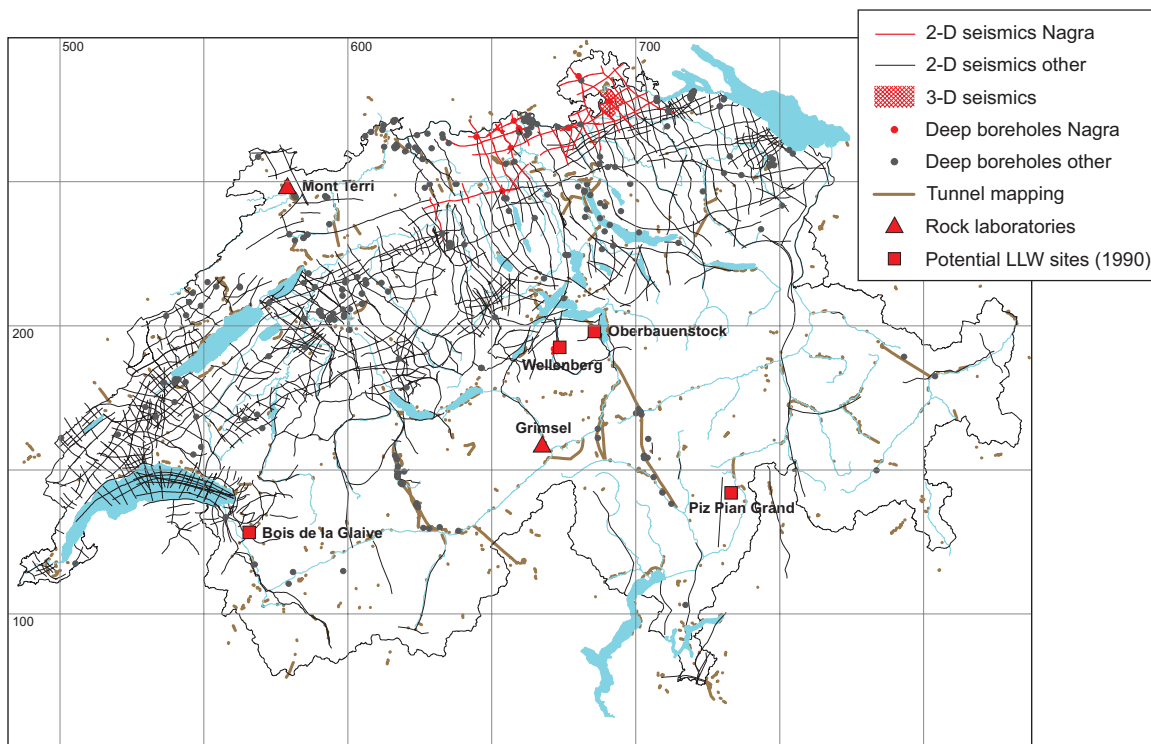 500
600
700
2-D seismics Nagra
2-D seismics other
3-D seismics
Deep boreholes Nagra
Deep boreholes other
Tunnel mapping
Rock laboratories
Potential LLW sites (1990)
Mont Terri
200
Oberbauenstock
Wellenberg
Grimsel
Piz Pian Grand
Bois de la Glaive
100